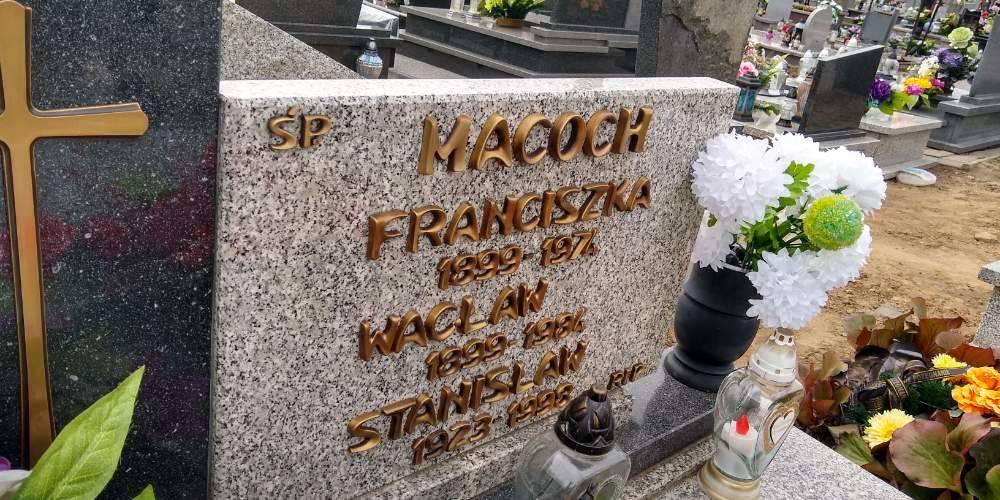 ŚP MACOCH
FRANCISZKA
1899-197
WACŁAW
1899-1984
STANISŁAW
1923-1998 R.I.P.